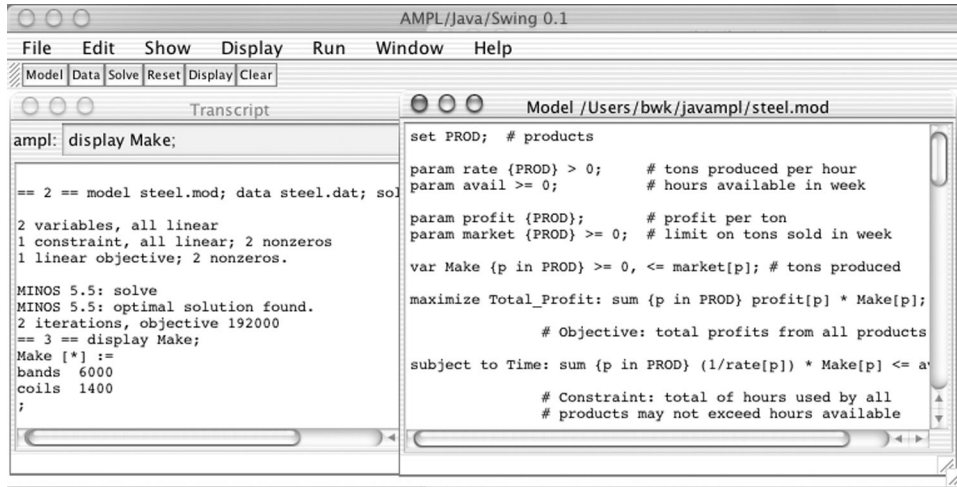 AMPL/Java/Swing 0.1
File Edit Show Display Run Window Help
Model Data Solve Reset Display Clear
Transcript
ampl: display Make;
== 2 == model steel.mod; data steel.dat; sol
2 variables, all linear
1 constraint, all linear; 2 nonzeros
1 linear objective; 2 nonzeros.
MINOS 5.5: solve
MINOS 5.5: optimal solution found.
2 iterations, objective 192000
== 3 == display Make;
Make [*] :=
bands 6000
coils 1400
;
Model /Users/bwk/javampl/steel.mod
set PROD; # products
param rate {PROD} > 0; # tons produced per hour
param avail >= 0; # hours available in week
param profit {PROD}; # profit per ton
param market {PROD} >= 0; # limit on tons sold in week
var Make {p in PROD} >= 0, <= market[p]; # tons produced
maximize Total_Profit: sum {p in PROD} profit[p] * Make[p];
# Objective: total profits from all products
subject to Time: sum {p in PROD} (1/rate[p]) * Make[p] <= av
# Constraint: total of hours used by all
# products may not exceed hours available